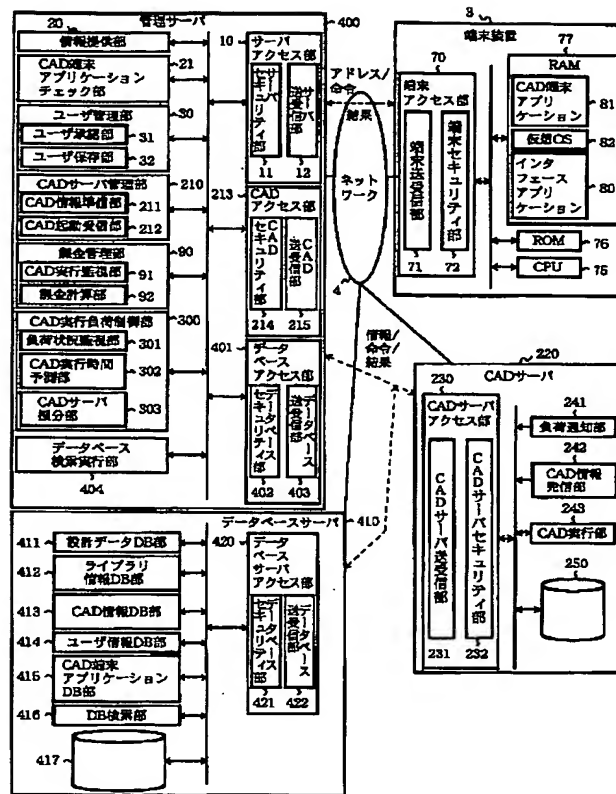 管理サーバ
400
20
情報提供部
CAD端末
アプリケーション
チェック部
21
ユーザ管理部
30
ユーザ承認部
31
ユーザ保存部
32
CADサーバ管理部
210
CAD情報準備部
211
CAD起動受信部
212
課金管理部
90
CAD実行監視部
91
課金計算部
92
CAD実行負荷制御部
300
負荷状況監視部
301
CAD実行時間
予測部
302
CADサーバ
振分部
303
データベース
検索実行部
404
10
サーバ
アクセス部
サーバ
セキュリティ部
サーバ
送受信部
11
12
213
CAD
アクセス部
CAD
セキュリティ部
CAD
送受信部
214
215
401
データ
ベース
アクセス部
データベース
セキュリティ部
データベース
送受信部
402
403
アドレス/
命令
結果
ネット
ワーク
4
情報/
命令/
結果
3
端末装置
70
端末
アクセス部
端末送受信部
端末セキュリティ部
71
72
77
RAM
CAD端末
アプリ
ケーション
81
仮想OS
82
インタ
フェース
アプリ
ケーション
80
ROM
76
CPU
75
220
CADサーバ
230
CADサーバ
アクセス部
CADサーバ送受信部
CADサーバセキュリティ部
231
232
241
負荷通知部
242
CAD情報
発信部
243
CAD実行部
250
データベースサーバ
410
411
設計データDB部
412
ライブラリ
情報DB部
413
CAD情報DB部
414
ユーザ情報DB部
415
CAD端末
アプリケーション
DB部
416
DB検索部
417
420
データ
ベース
サーバ
アクセス部
データベース
セキュリティ部
データベース
送受信部
421
422